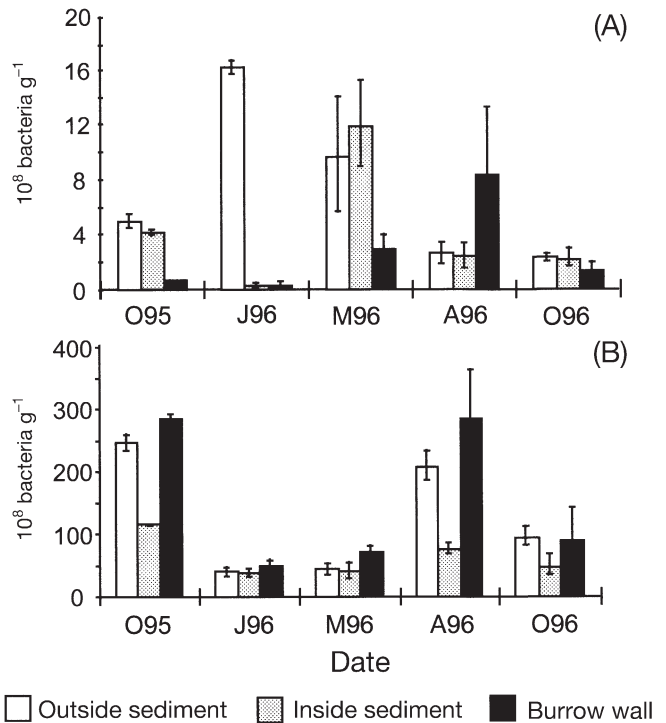 (A)
20
16
12
8
4
0
10⁸ bacteria g⁻¹
O95 J96 M96 A96 O96
(B)
400
300
200
100
0
10⁸ bacteria g⁻¹
O95 J96 M96 A96 O96
Date
Outside sediment Inside sediment Burrow wall